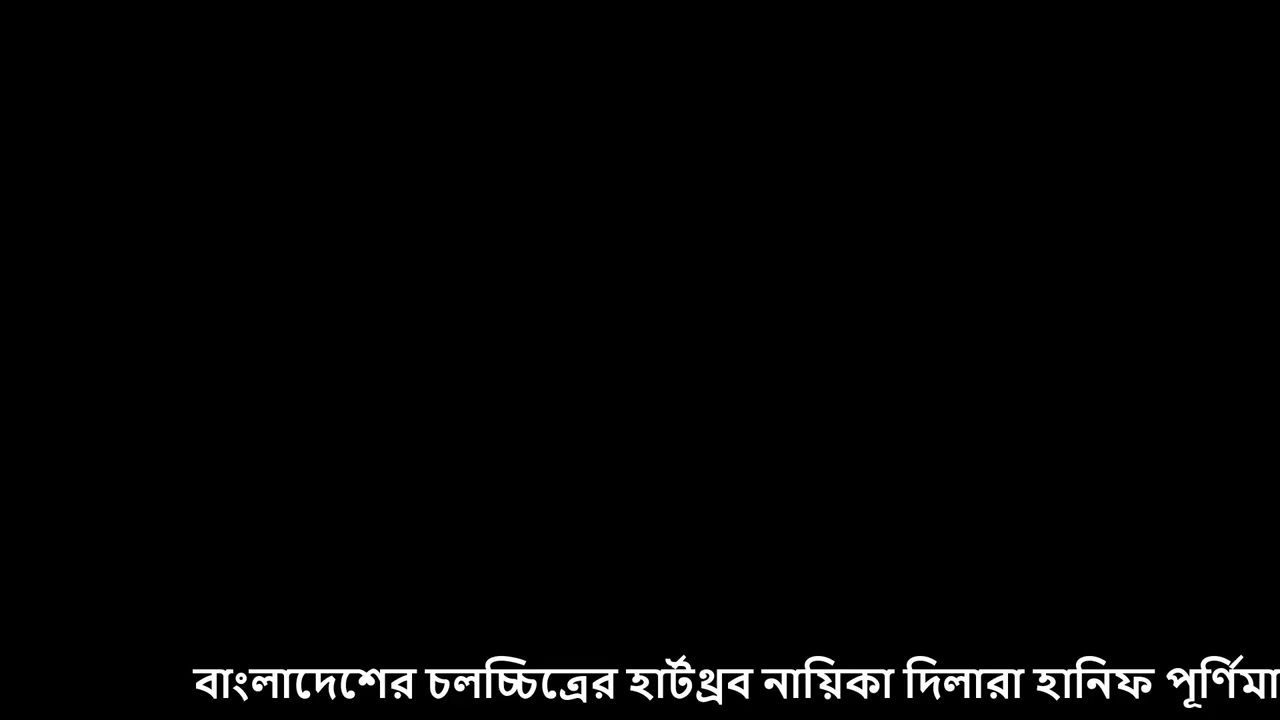 বাংলাদেশের চলচ্চিত্রের হার্টথ্রব নায়িকা দিলারা হানিফ পূর্ণিমা